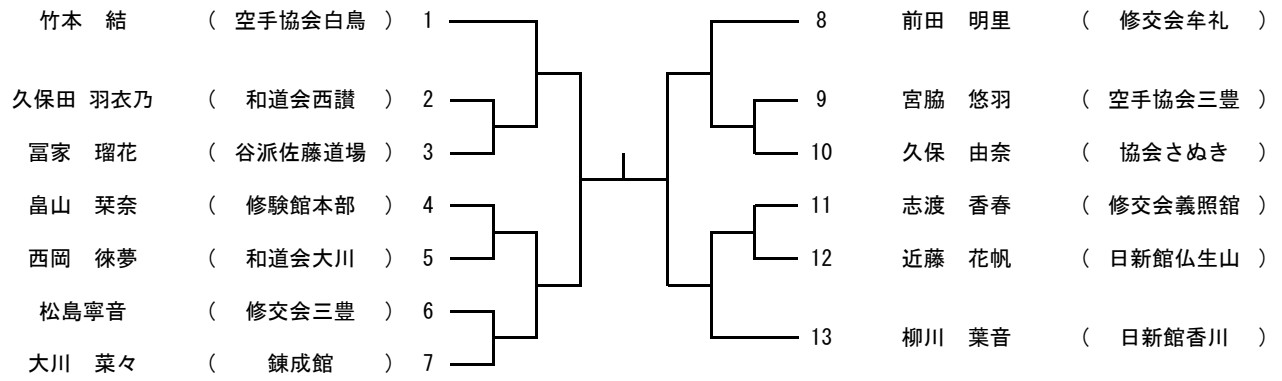 竹本　結　（　空手協会白鳥　）　1
久保田 羽衣乃　（　和道会西讃　）　2
冨家　瑠花　（　谷派佐藤道場　）　3
畠山　栞奈　（　修験館本部　）　4
西岡　徠夢　（　和道会大川　）　5
松島寧音　（　修交会三豊　）　6
大川　菜々　（　錬成館　）　7
8　前田　明里　（　修交会牟礼　）
9　宮脇　悠羽　（　空手協会三豊　）
10　久保　由奈　（　協会さぬき　）
11　志渡　香春　（　修交会義照舘　）
12　近藤　花帆　（　日新館仏生山　）
13　柳川　葉音　（　日新館香川　）